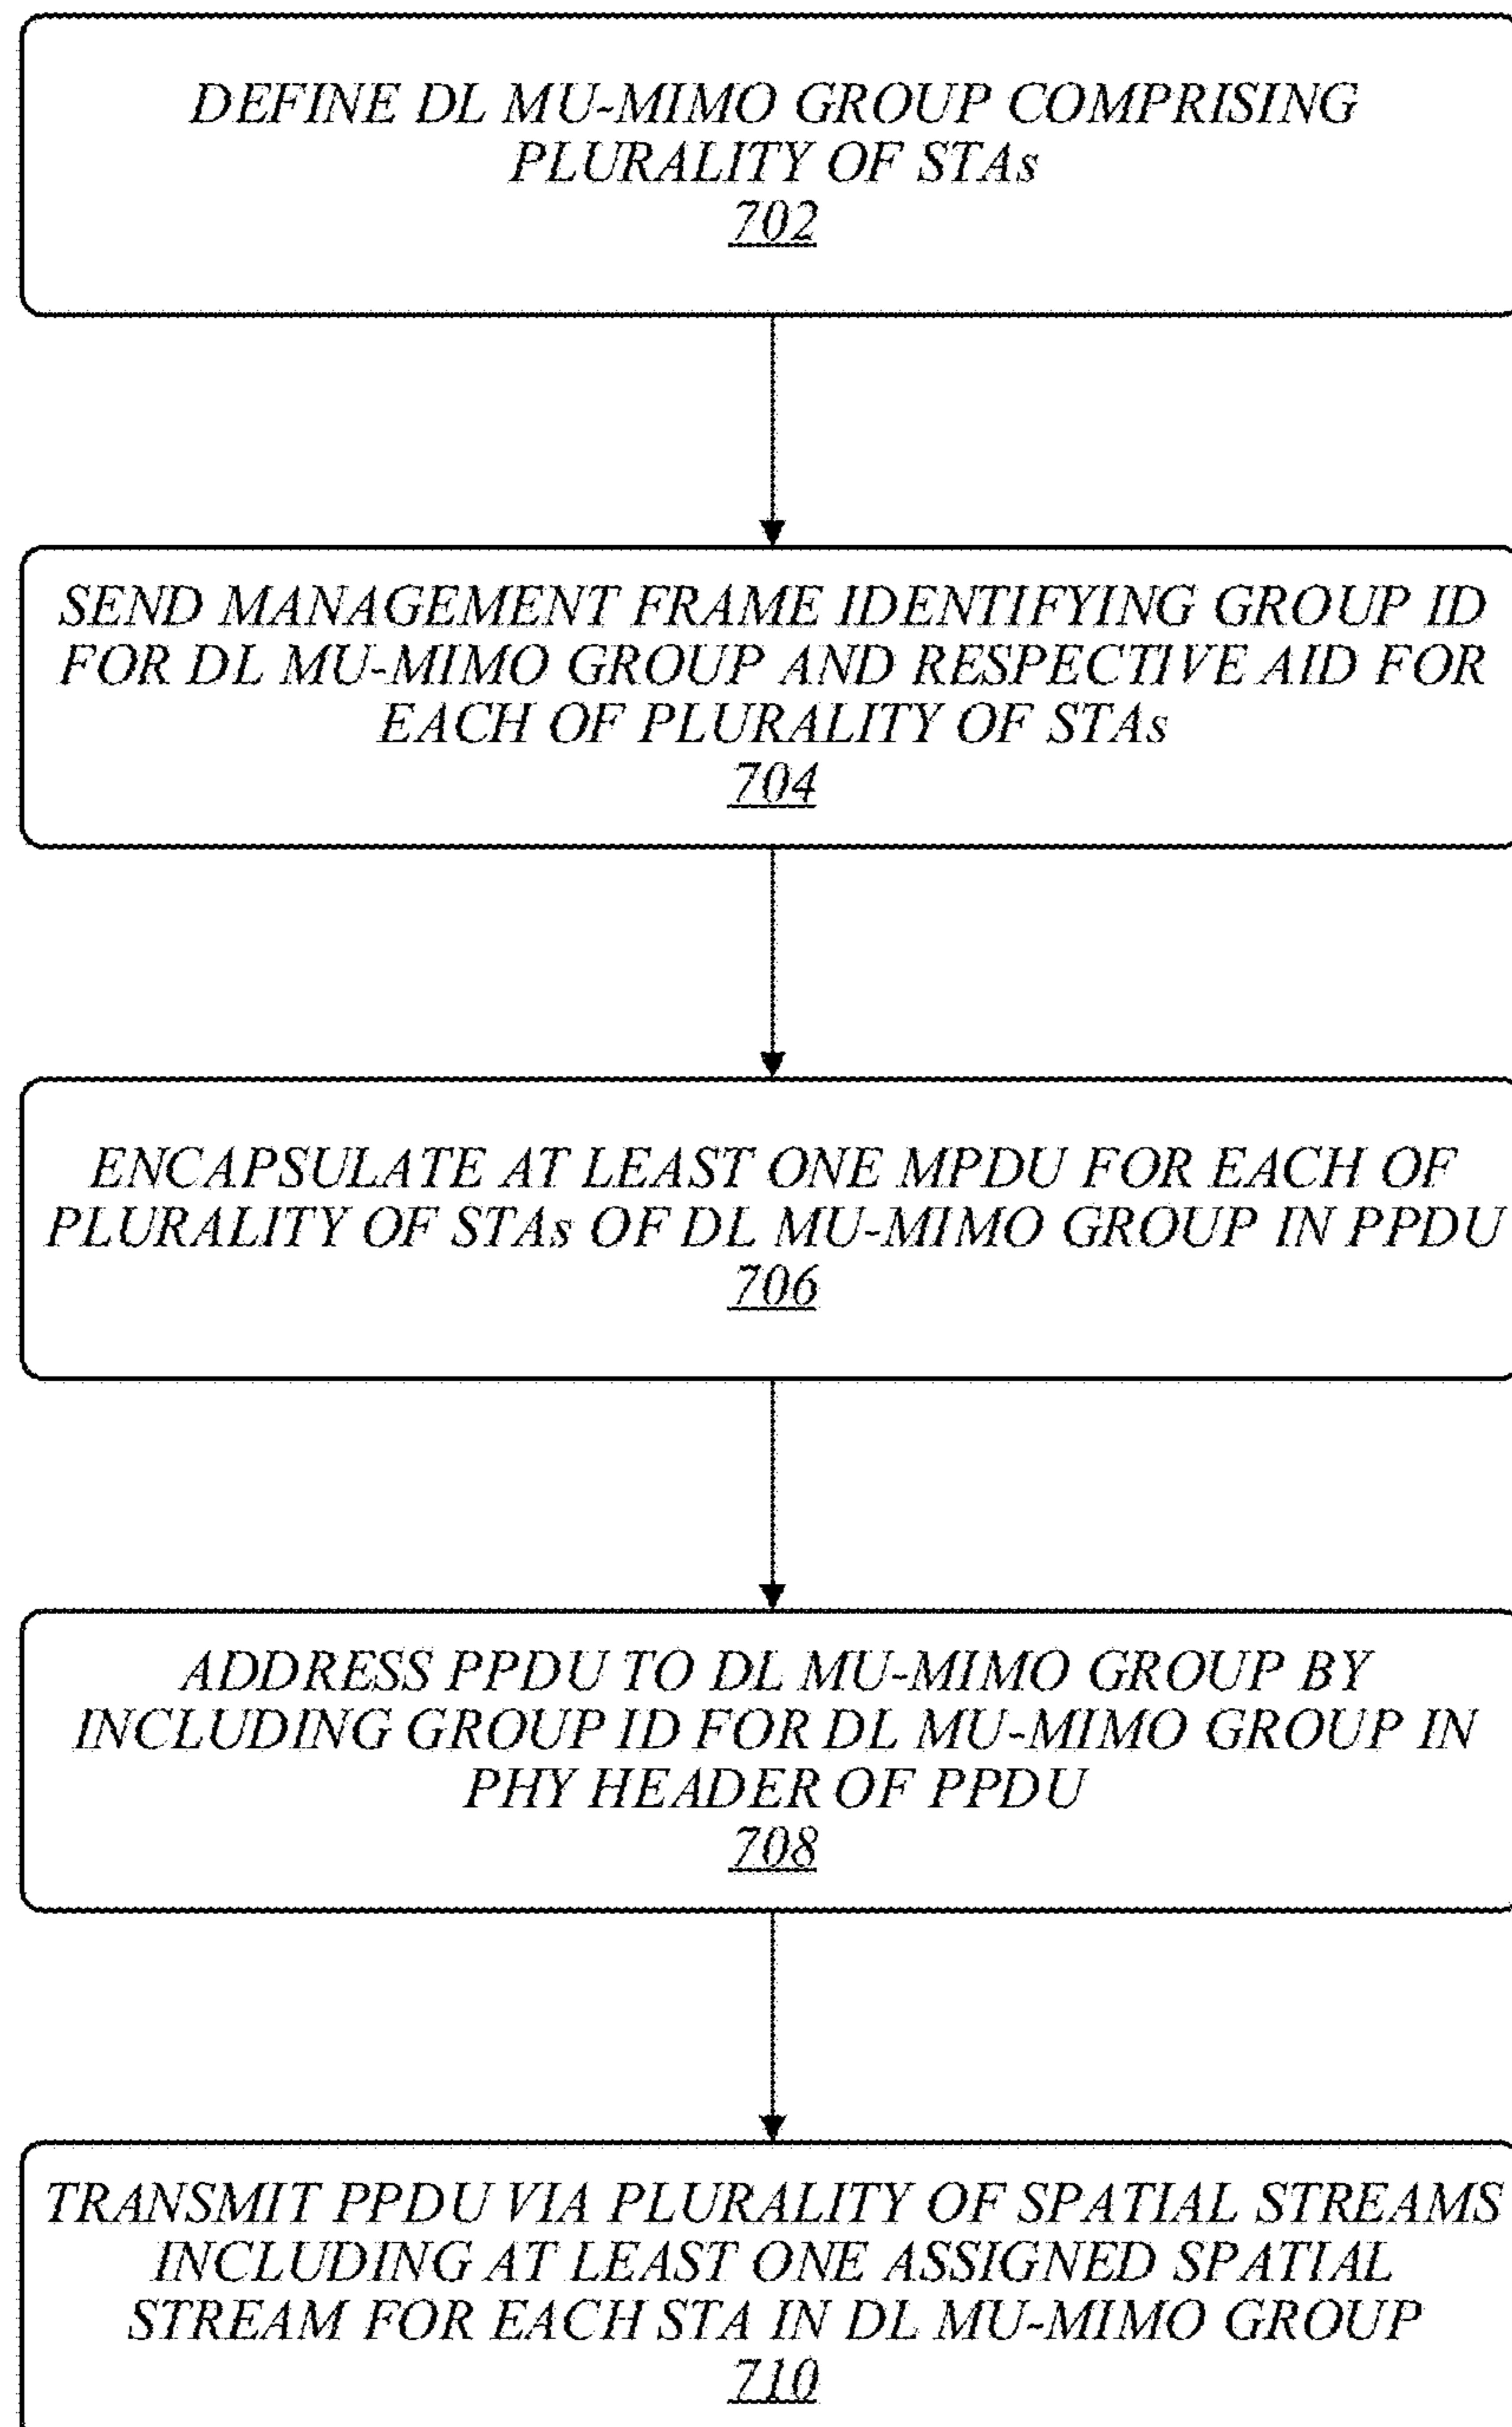 DEFINE DL MU-MIMO GROUP COMPRISING
PLURALITY OF STAs
702
SEND MANAGEMENT FRAME IDENTIFYING GROUP ID
FOR DL MU-MIMO GROUP AND RESPECTIVE AID FOR
EACH OF PLURALITY OF STAs
704
ENCAPSULATE AT LEAST ONE MPDU FOR EACH OF
PLURALITY OF STAs OF DL MU-MIMO GROUP IN PPDU
706
ADDRESS PPDU TO DL MU-MIMO GROUP BY
INCLUDING GROUP ID FOR DL MU-MIMO GROUP IN
PHY HEADER OF PPDU
708
TRANSMIT PPDU VIA PLURALITY OF SPATIAL STREAMS
INCLUDING AT LEAST ONE ASSIGNED SPATIAL
STREAM FOR EACH STA IN DL MU-MIMO GROUP
710